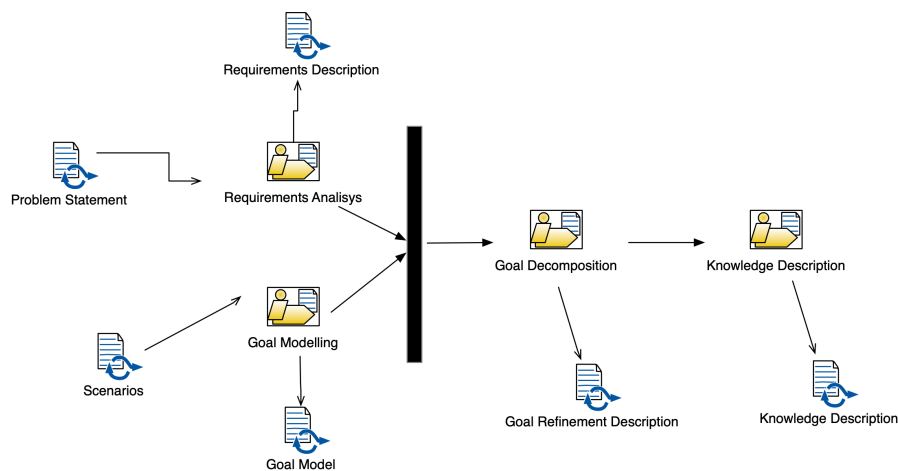 Requirements Description
Problem Statement
Requirements Analisys
Goal Decomposition
Knowledge Description
Goal Modelling
Scenarios
Goal Refinement Description
Knowledge Description
Goal Model